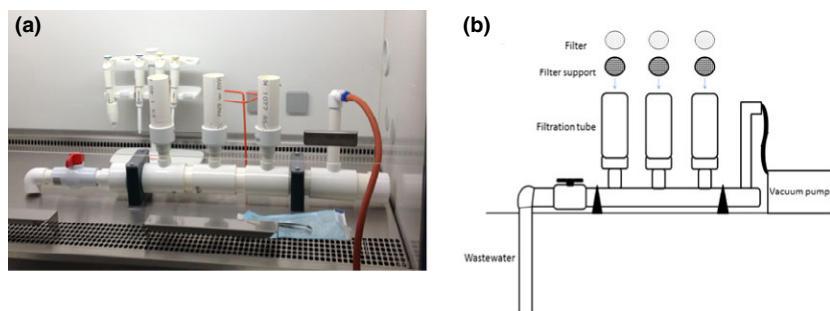 (a)
(b)
Filter
Filter support
Filtration tube
Vacuum pump
Wastewater